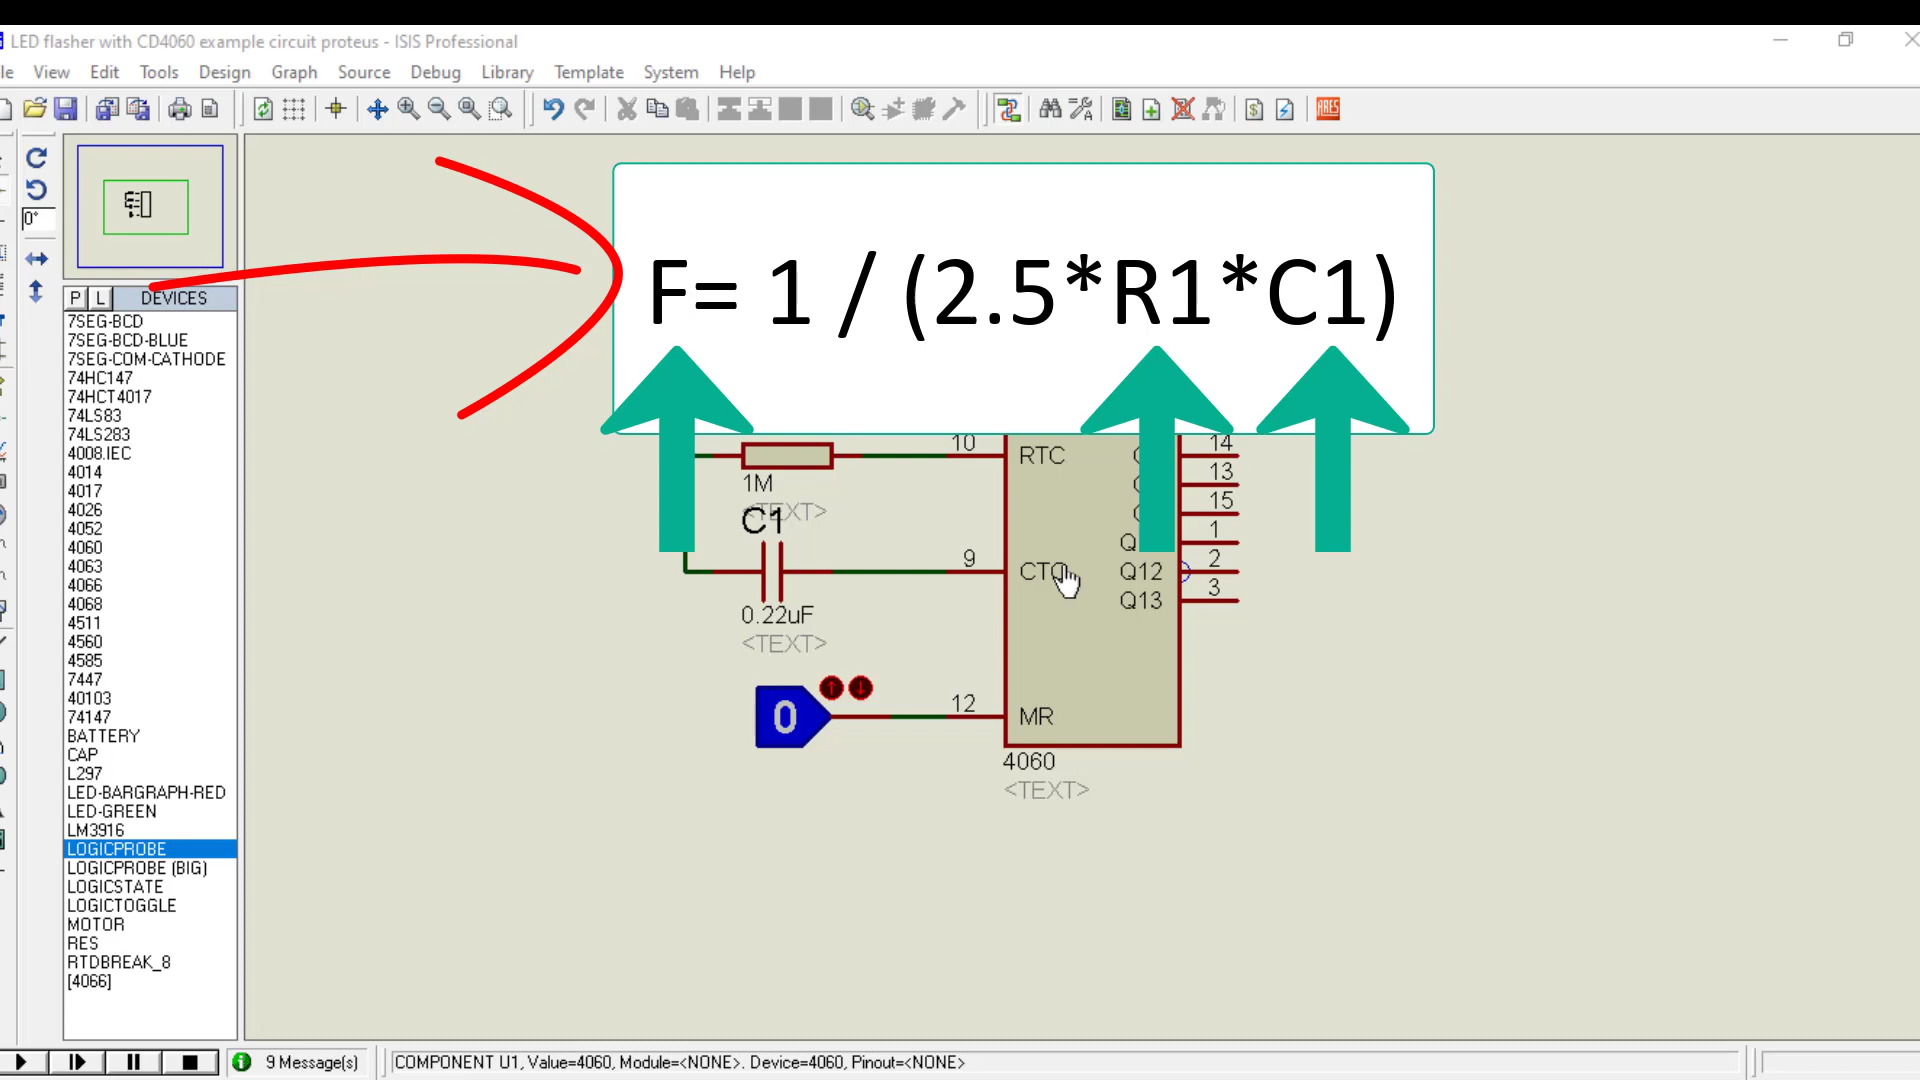 LED flasher with CD4060 example circuit proteus - ISIS Professional
View Edit Tools Design Graph Source Debug Library Template System Help
ARES
0°
P L DEVICES
7SEG-BCD
7SEG-BCD-BLUE
7SEG-COM-CATHODE
74HC147
74HCT4017
74LS83
74LS283
4008.IEC
4014
4017
4026
4052
4060
4063
4066
4068
4511
4560
4585
7447
40103
74147
BATTERY
CAP
L297
LED-BARGRAPH-RED
LED-GREEN
LM3916
LOGICPROBE
LOGICPROBE (BIG)
LOGICSTATE
LOGICTOGGLE
MOTOR
RES
RTDBREAK_8
[4066]
F= 1 / (2.5*R1*C1)
10 RTC 14
1M 13
<TEXT> 15
C1
1
9 CTC Q12 2
Q13 3
0.22uF
<TEXT>
0 12 MR
4060
<TEXT>
9 Message(s) COMPONENT U1, Value=4060, Module=<NONE>. Device=4060, Pinout=<NONE>